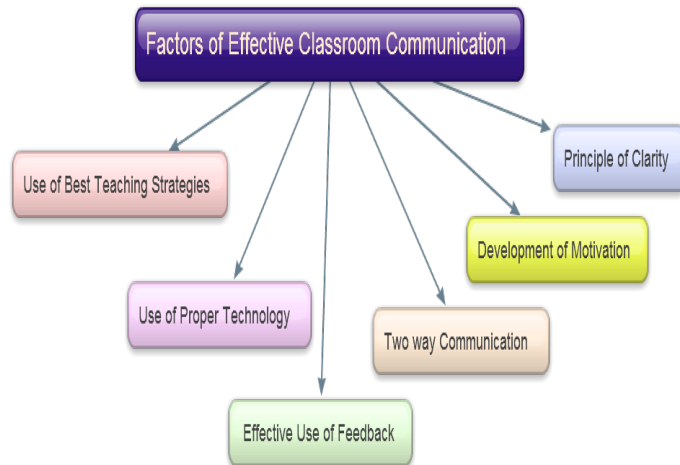 Factors of Effective Classroom Communication
Principle of Clarity
Use of Best Teaching Strategies
Development of Motivation
Use of Proper Technology
Two way Communication
Effective Use of Feedback